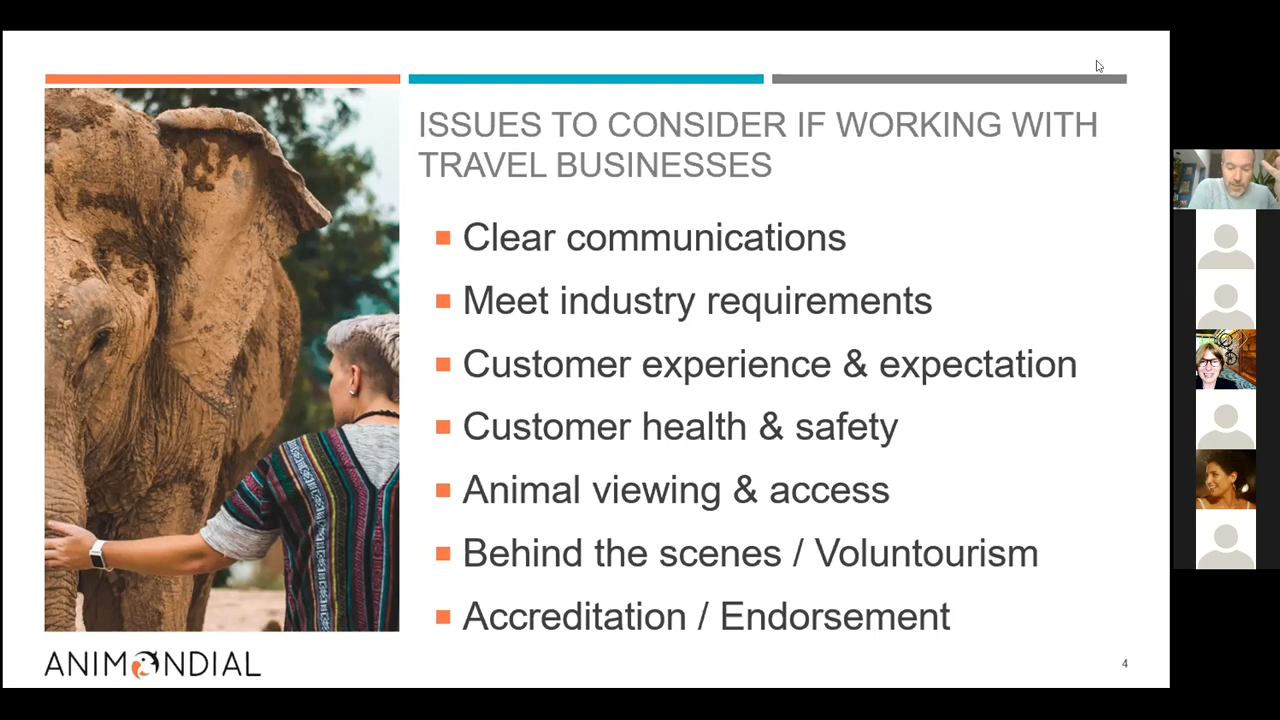 ISSUES TO CONSIDER IF WORKING WITH
TRAVEL BUSINESSES
Clear communications
Meet industry requirements
Customer experience & expectation
Customer health & safety
Animal viewing & access
Behind the scenes / Voluntourism
Accreditation / Endorsement
ANIMONDIAL
4